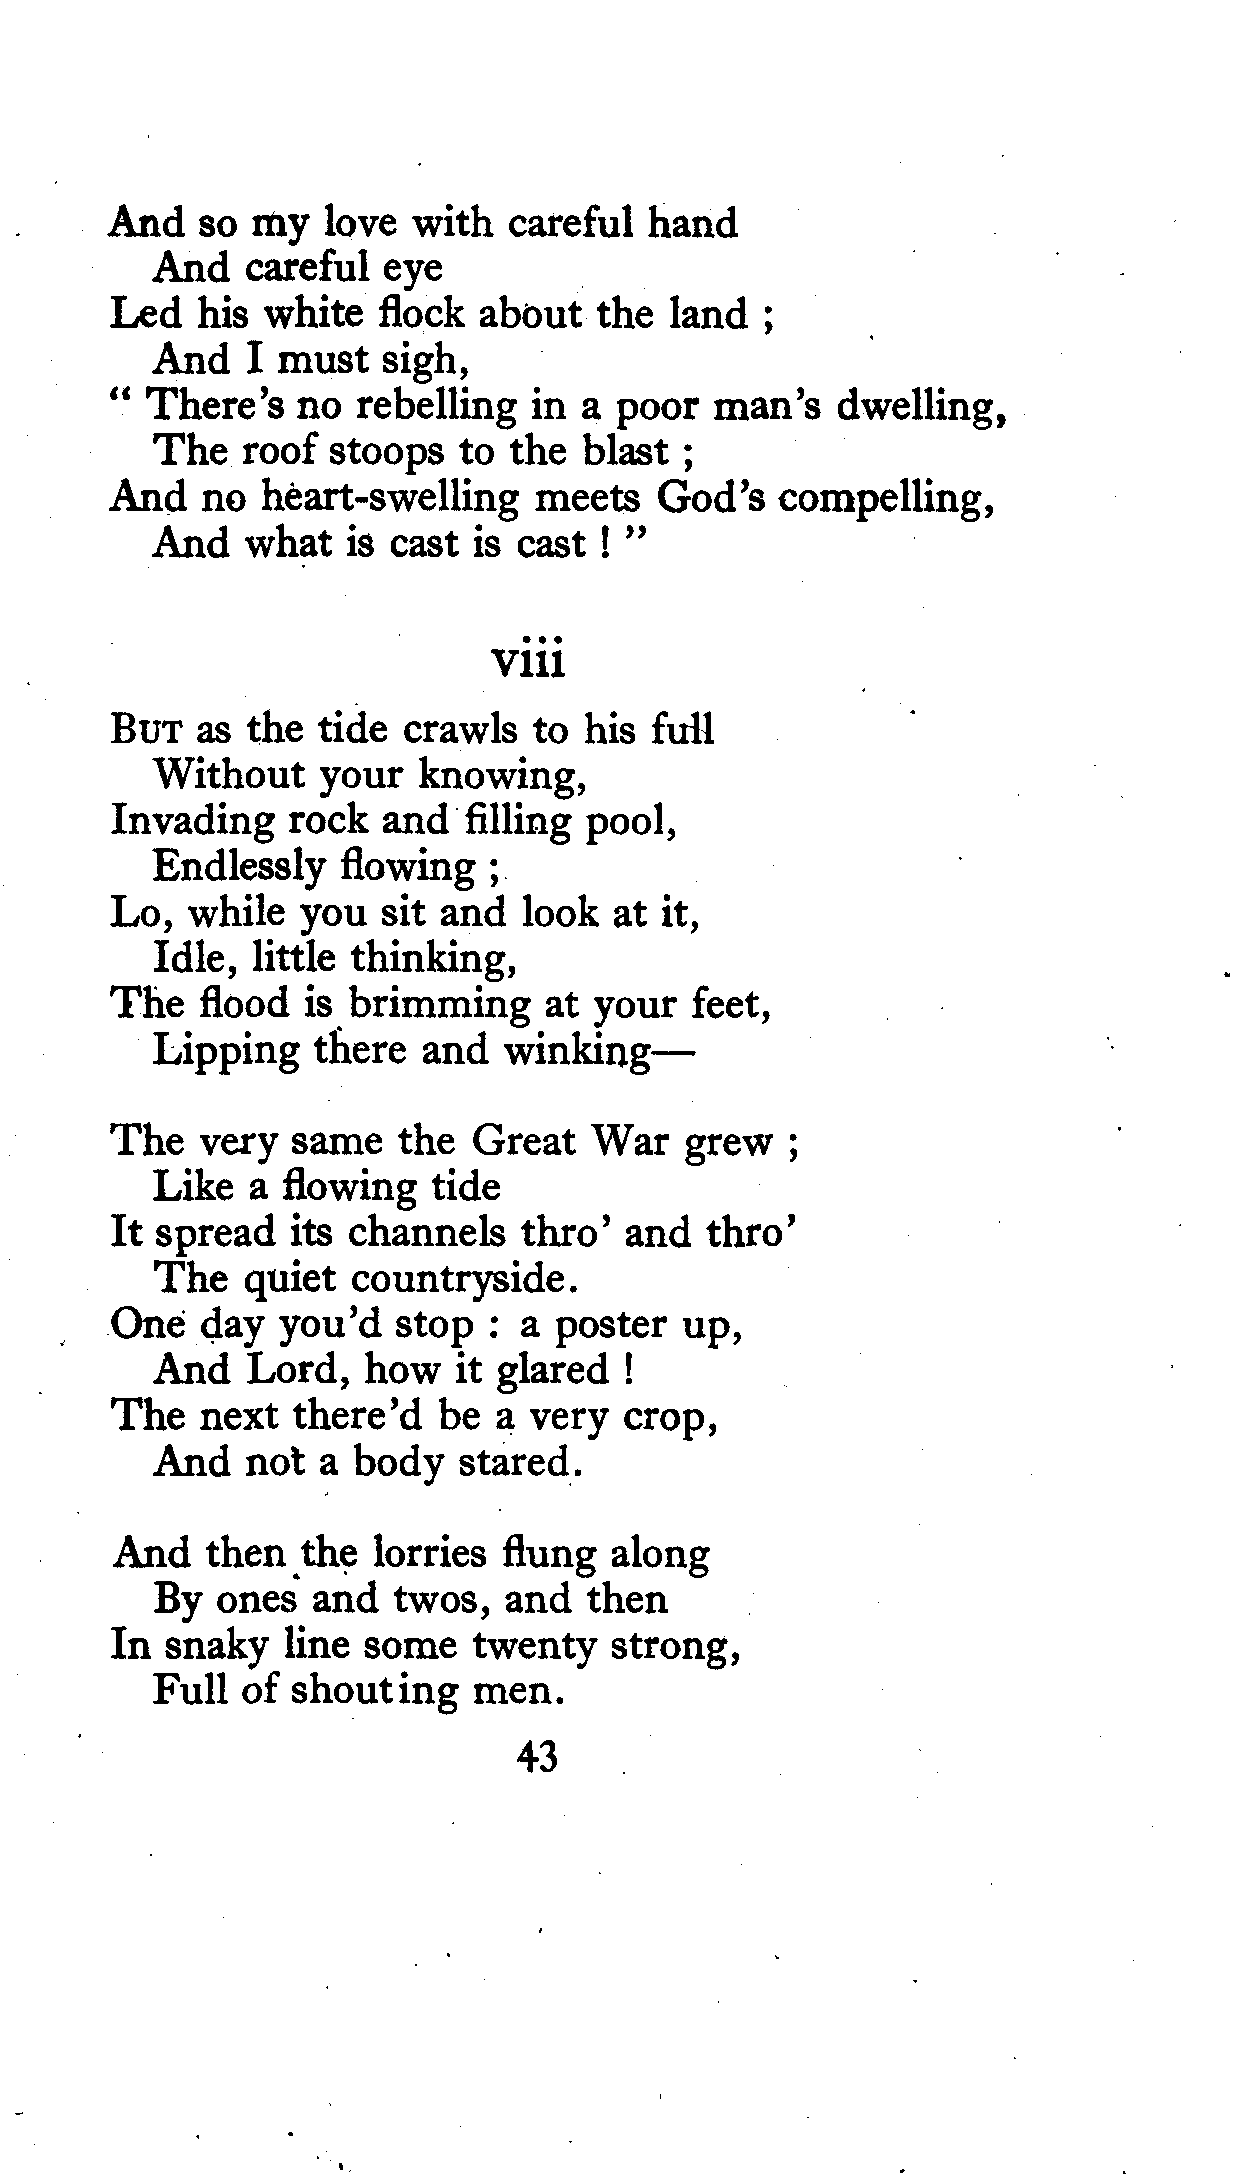 And so my love with careful hand
And careful eye
Led his white flock about the land ;
And I must sigh,
“ There’s no rebelling in a poor man’s dwelling,
The roof stoops to the blast ;
And no heart-swelling meets God’s compelling,
And what is cast is cast ! ”
viii
But as the tide crawls to his full
Without your knowing,
Invading rock and filling pool,
Endlessly flowing ;
Lo, while you sit and look at it,
Idle, little thinking,
The flood is brimming at your feet,
Lipping there and winking—
The very same the Great War grew ;
Like a flowing tide
It spread its channels thro’ and thro’
The quiet countryside.
One day you’d stop : a poster up,
And Lord, how it glared !
The next there’d be a very crop,
And not a body stared.
And then the lorries flung along
By ones and twos, and then
In snaky line some twenty strong,
Full of shouting men.
43